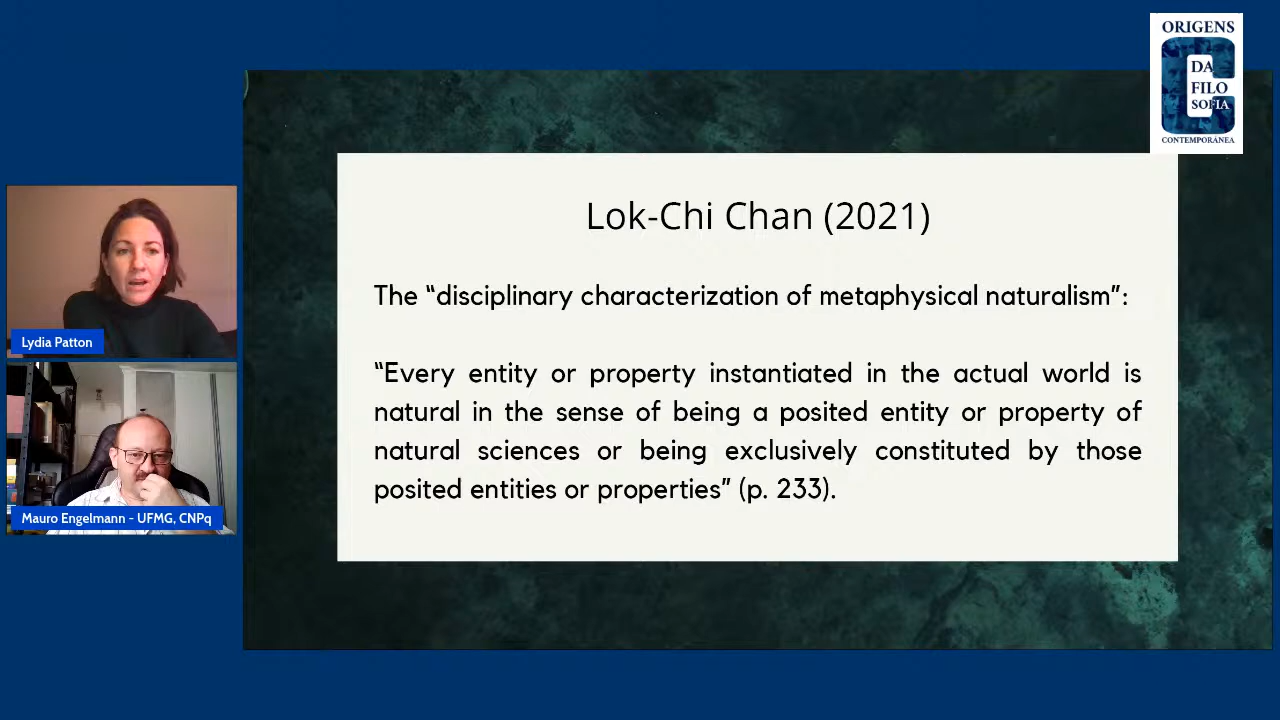 ORIGENS
DA
FILO
SOFIA
CONTEMPORÂNEA
Lok-Chi Chan (2021)
The “disciplinary characterization of metaphysical naturalism”:
“Every entity or property instantiated in the actual world is
natural in the sense of being a posited entity or property of
natural sciences or being exclusively constituted by those
posited entities or properties” (p. 233).
Lydia Patton
Mauro Engelmann - UFMG, CNPq